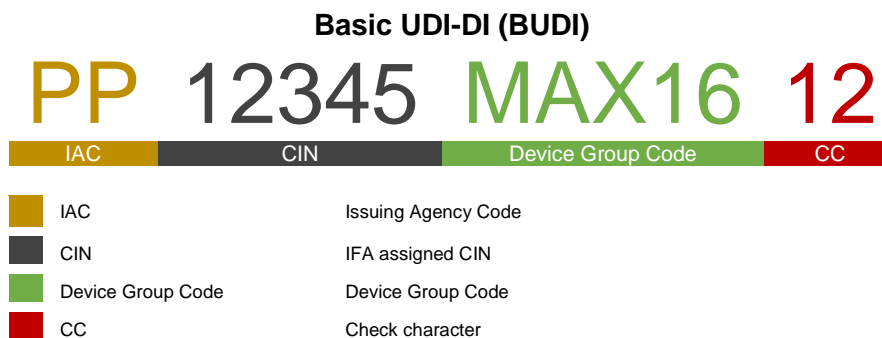 Basic UDI-DI (BUDI)
PP 12345 MAX16 12
IAC CIN Device Group Code CC
IAC Issuing Agency Code
CIN IFA assigned CIN
Device Group Code Device Group Code
CC Check character